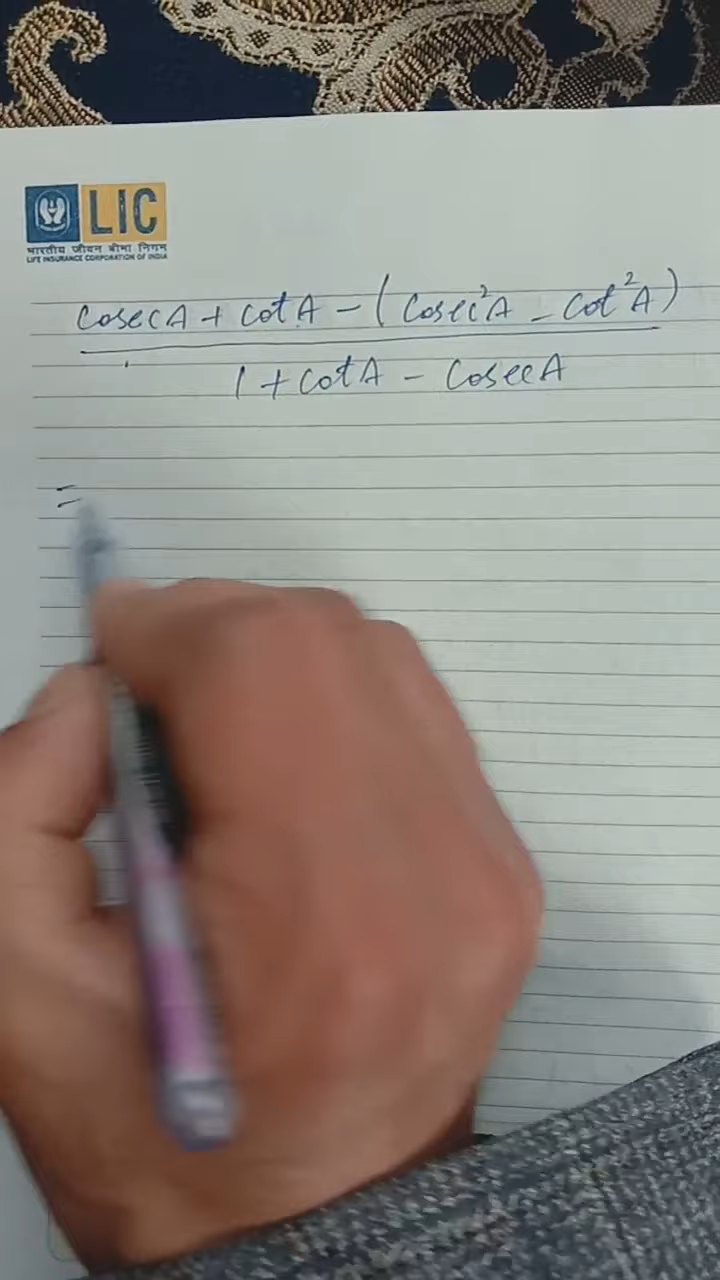 LIC
भारतीय जीवन बीमा निगम
LIFE INSURANCE CORPORATION OF INDIA
CosecA + CotA - (Cosec²A - Cot²A)
1 + CotA - CosecA
=